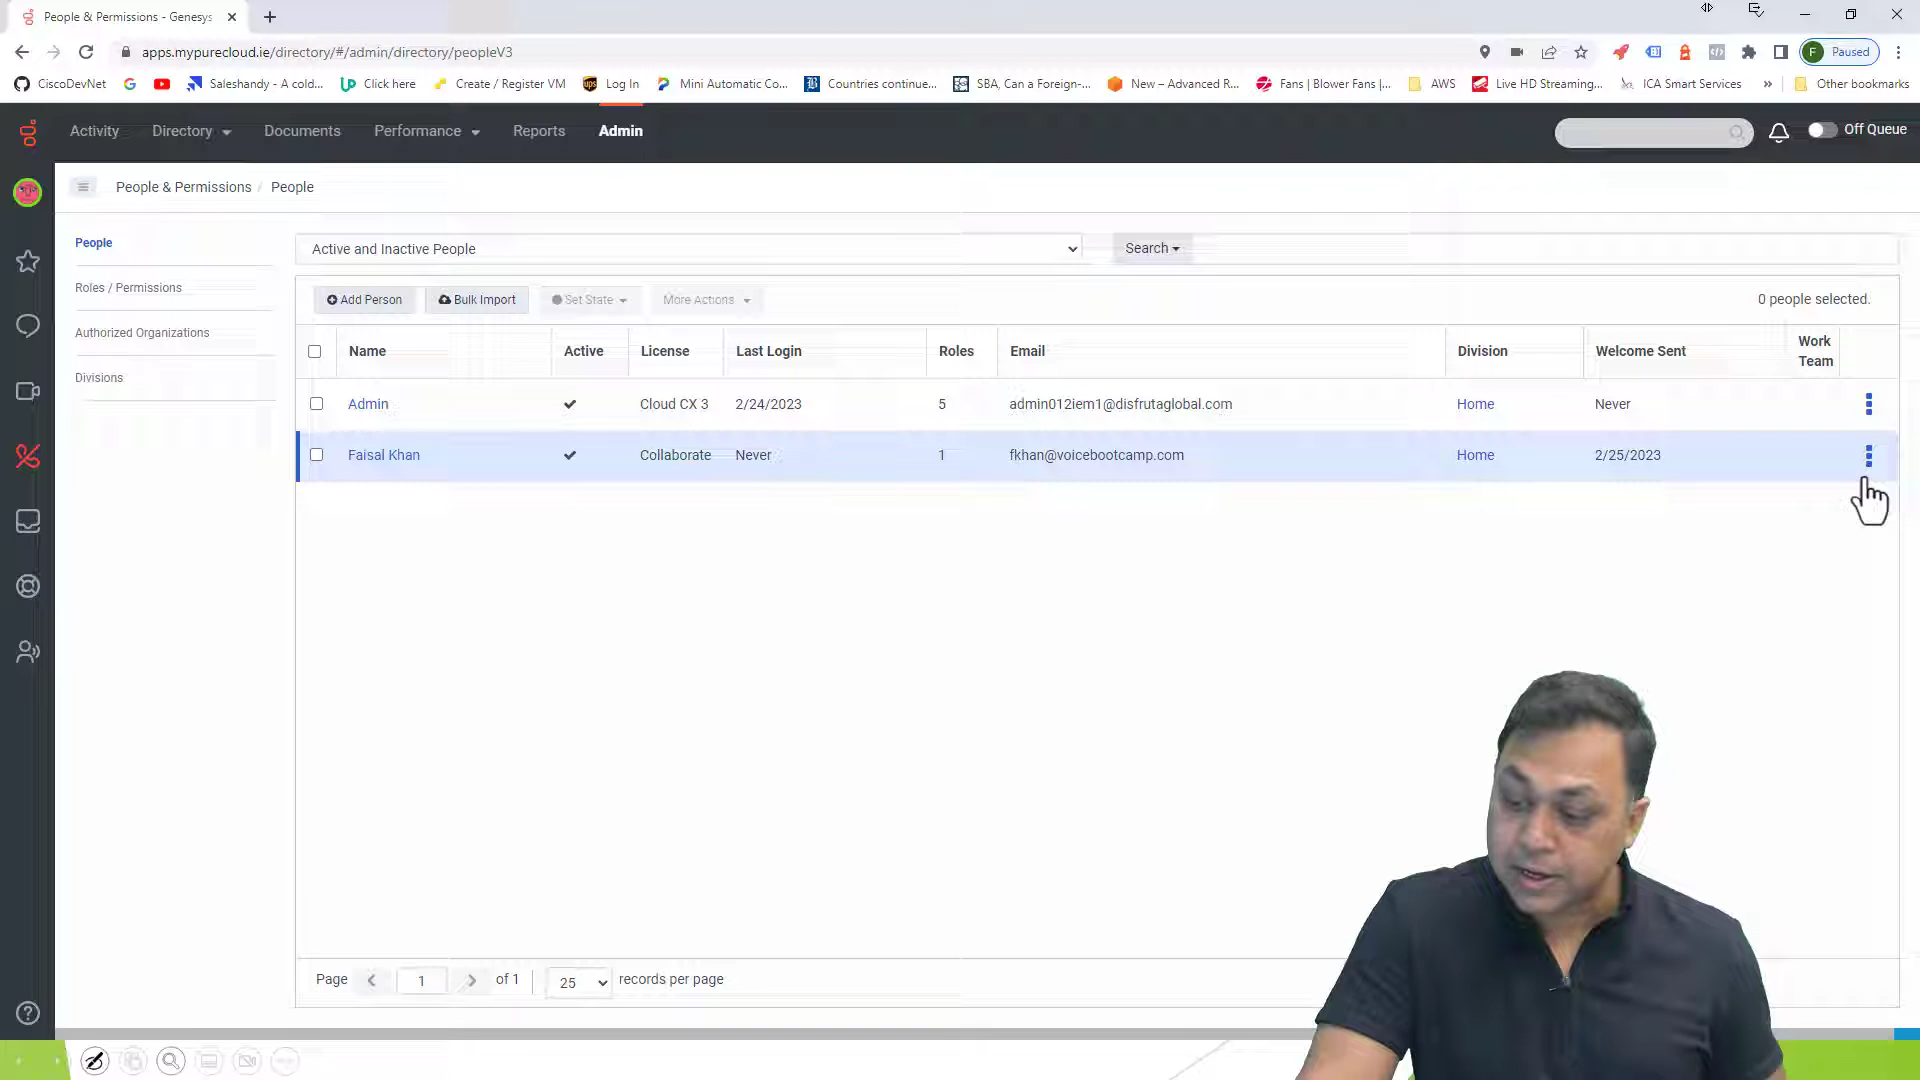 People & Permissions - Genesys
apps.mypurecloud.ie/directory/#/admin/directory/peopleV3
F Paused
CiscoDevNet
Saleshandy - A cold...
Click here
Create / Register VM
Log In
Mini Automatic Co...
Countries continue...
SBA, Can a Foreign-...
New – Advanced R...
Fans | Blower Fans |...
AWS
Live HD Streaming...
ICA Smart Services
»
Other bookmarks
Activity
Directory
Documents
Performance
Reports
Admin
Off Queue
People & Permissions / People
People
Roles / Permissions
Authorized Organizations
Divisions
Active and Inactive People
Search
Add Person
Bulk Import
Set State
More Actions
0 people selected.
Name Active License Last Login Roles Email Division Welcome Sent Work Team
Admin Cloud CX 3 2/24/2023 5 admin012iem1@disfrutaglobal.com Home Never
Faisal Khan Collaborate Never 1 fkhan@voicebootcamp.com Home 2/25/2023
Page 1 of 1 25 records per page